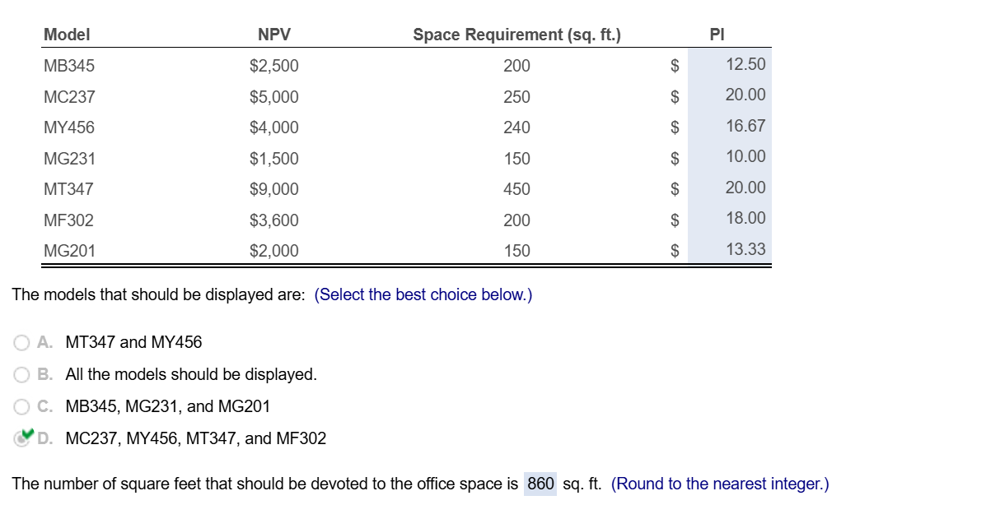 Model NPV Space Requirement (sq. ft.) PI
MB345 $2,500 200 $ 12.50
MC237 $5,000 250 $ 20.00
MY456 $4,000 240 $ 16.67
MG231 $1,500 150 $ 10.00
MT347 $9,000 450 $ 20.00
MF302 $3,600 200 $ 18.00
MG201 $2,000 150 $ 13.33
The models that should be displayed are: (Select the best choice below.)
A. MT347 and MY456
B. All the models should be displayed.
C. MB345, MG231, and MG201
D. MC237, MY456, MT347, and MF302
The number of square feet that should be devoted to the office space is 860 sq. ft. (Round to the nearest integer.)